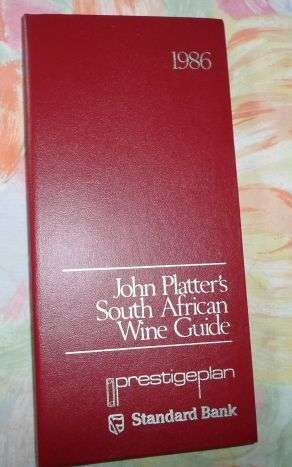 1986
John Platter's
South African
Wine Guide
prestigeplan
Standard Bank